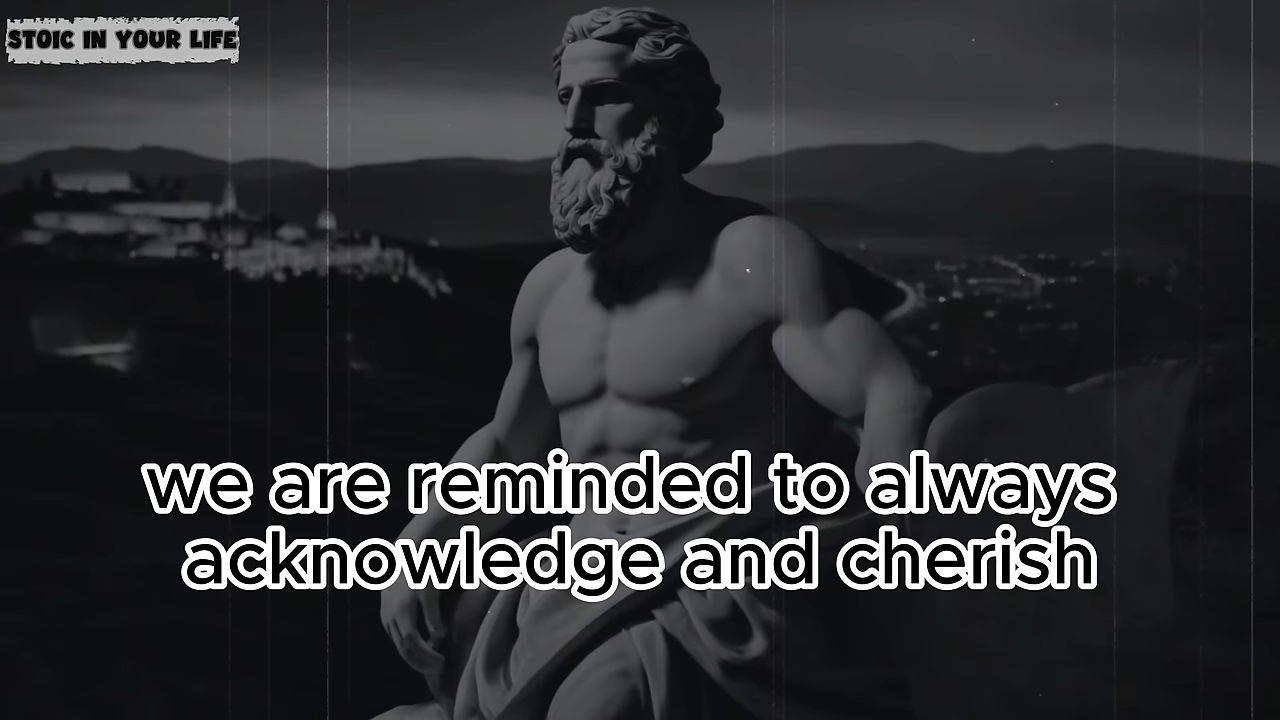 STOIC IN YOUR LIFE
we are reminded to always
acknowledge and cherish